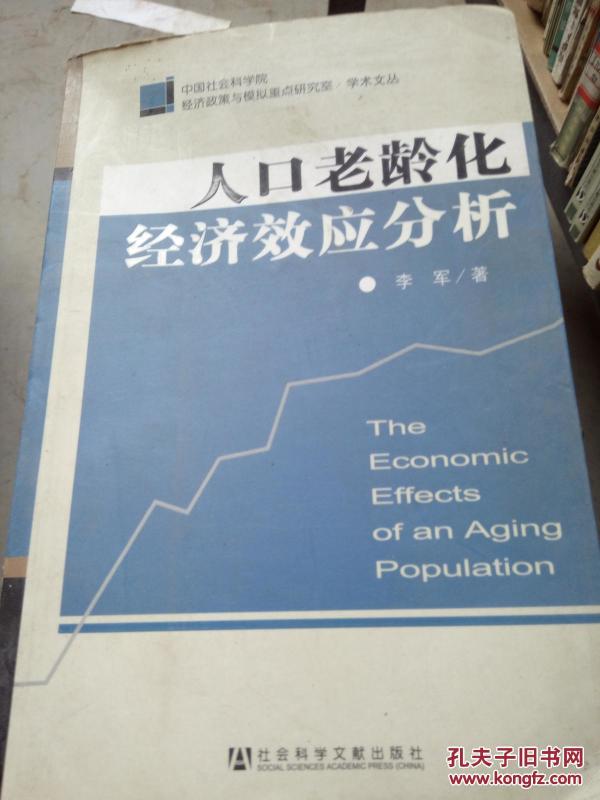 中国社会科学院
经济政策与模拟重点研究室/学术文丛
人口老龄化
经济效应分析
李 军/著
The
Economic
Effects
of an Aging
Population
社会科学文献出版社
SOCIAL SCIENCES ACADEMIC PRESS (CHINA)
孔夫子旧书网
www.kongfz.com